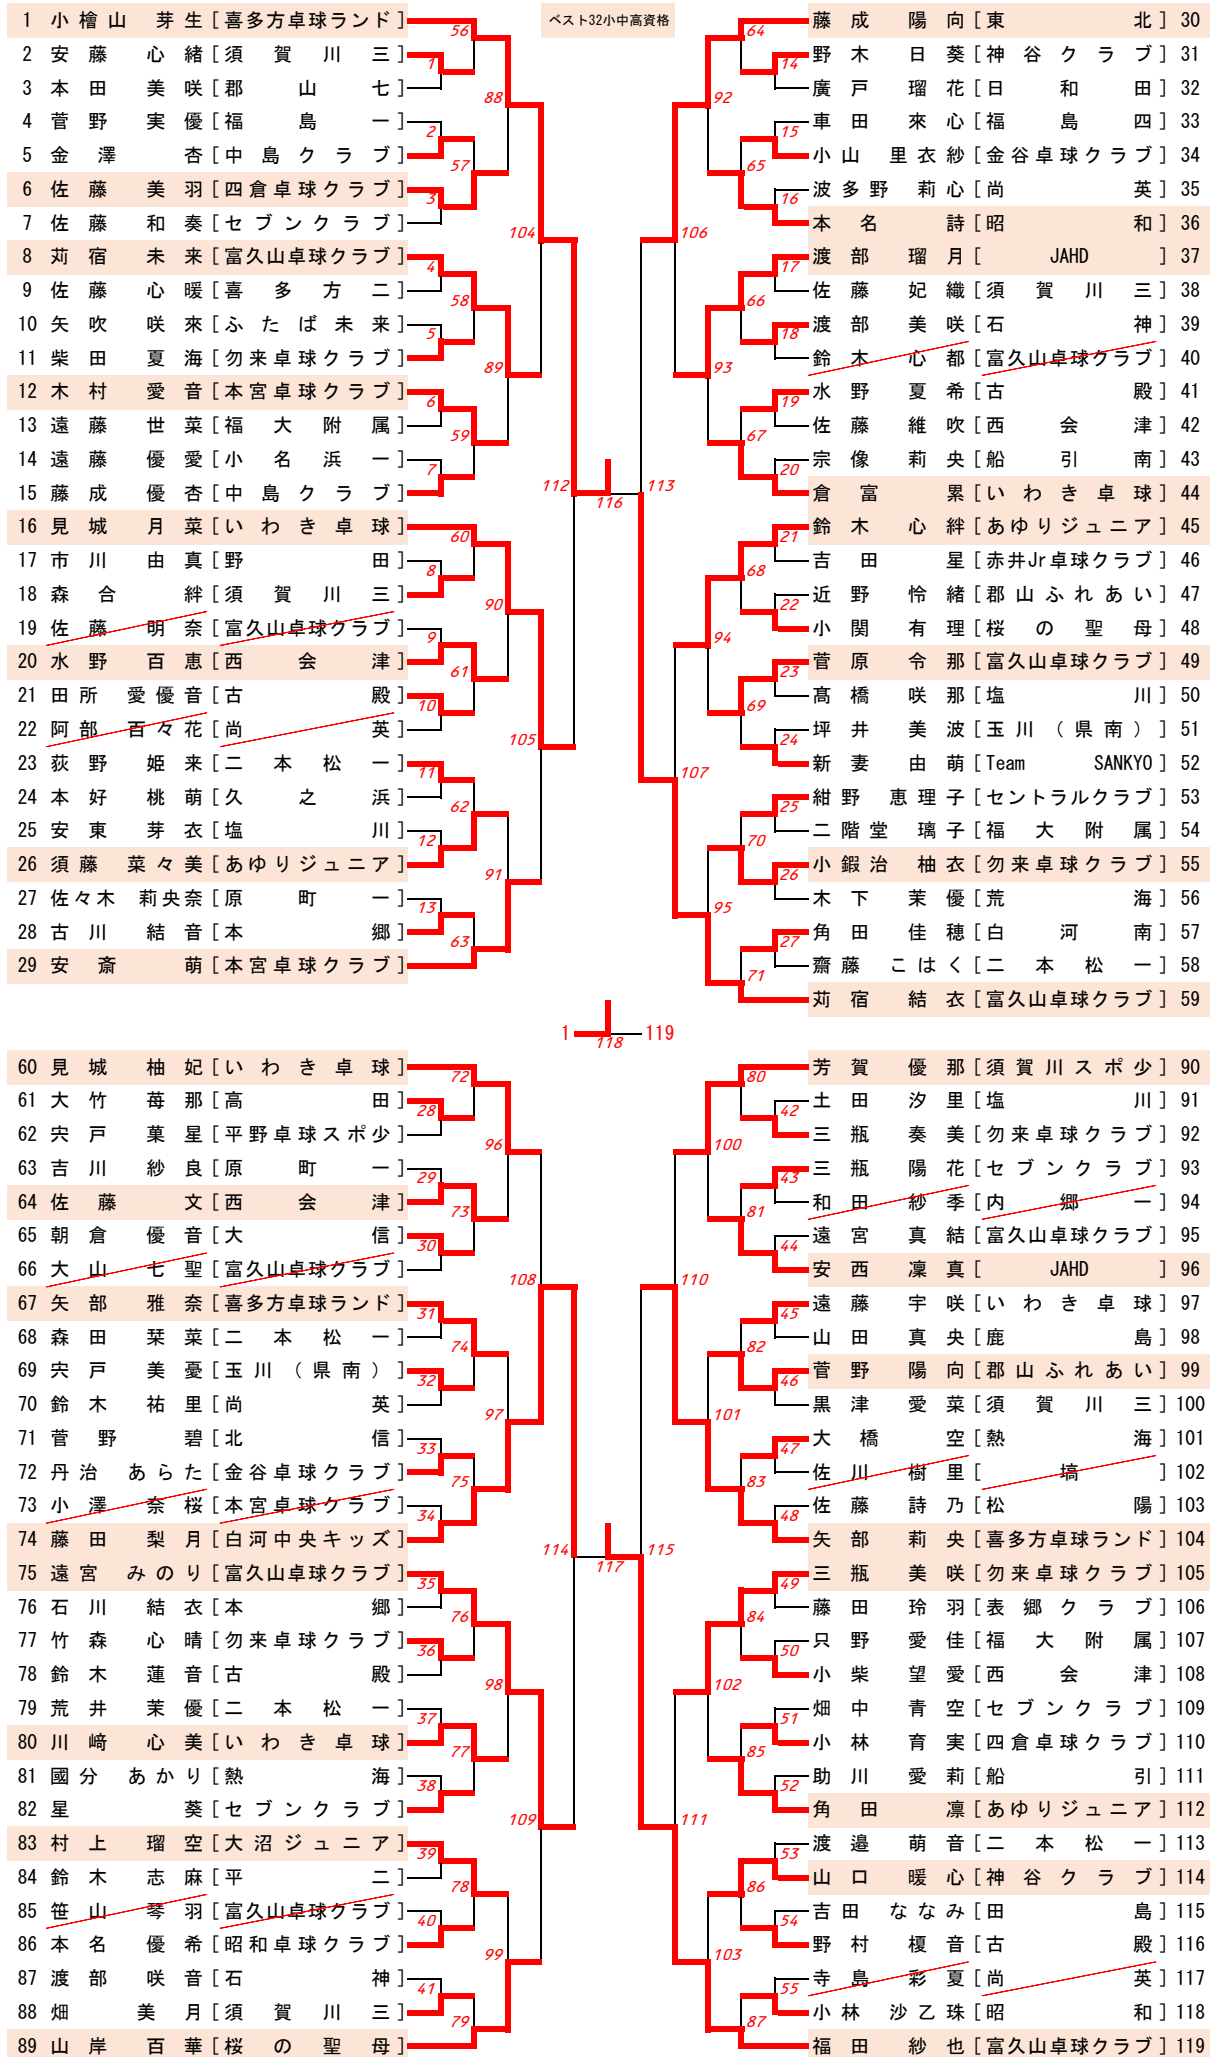 ベスト32小中高資格
1 小檜山 芽生 [喜多方卓球ランド]
2 安藤 心緒 [須賀川三]
3 本田 美咲 [郡山七]
4 菅野 実優 [福島一]
5 金澤 杏 [中島クラブ]
6 佐藤 美羽 [四倉卓球クラブ]
7 佐藤 和奏 [セブンクラブ]
8 苅宿 未来 [富久山卓球クラブ]
9 佐藤 心暖 [喜多方二]
10 矢吹 咲來 [ふたば未来]
11 柴田 夏海 [勿来卓球クラブ]
12 木村 愛音 [本宮卓球クラブ]
13 遠藤 世菜 [福大附属]
14 遠藤 優愛 [小名浜一]
15 藤成 優杏 [中島クラブ]
16 見城 月菜 [いわき卓球]
17 市川 由真 [野田]
18 森合 絆 [須賀川三]
19 佐藤 明奈 [富久山卓球クラブ]
20 水野 百恵 [西会津]
21 田所 愛優音 [古殿]
22 阿部 百々花 [尚英]
23 荻野 姫来 [二本松一]
24 本好 桃萌 [久之浜]
25 安東 芽衣 [塩川]
26 須藤 菜々美 [あゆりジュニア]
27 佐々木 莉央奈 [原町一]
28 古川 結音 [本郷]
29 安斎 萌 [本宮卓球クラブ]
56
1
88
2
57
3
104
4
58
5
89
6
59
7
112
60
8
90
9
61
10
105
11
62
12
91
13
63
116
64
14
92
15
65
16
106
17
66
18
93
19
67
20
113
21
68
22
94
23
69
24
107
25
70
26
95
27
71
藤成 陽向 [東北] 30
野木 日葵 [神谷クラブ] 31
廣戸 瑠花 [日和田] 32
車田 來心 [福島四] 33
小山 里衣紗 [金谷卓球クラブ] 34
波多野 莉心 [尚英] 35
本名 詩 [昭和] 36
渡部 瑠月 [JAHD] 37
佐藤 妃織 [須賀川三] 38
渡部 美咲 [石神] 39
鈴木 心都 [富久山卓球クラブ] 40
水野 夏希 [古殿] 41
佐藤 維吹 [西会津] 42
宗像 莉央 [船引南] 43
倉富 累 [いわき卓球] 44
鈴木 心絆 [あゆりジュニア] 45
吉田 星 [赤井Jr卓球クラブ] 46
近野 怜緒 [郡山ふれあい] 47
小関 有理 [桜の聖母] 48
菅原 令那 [富久山卓球クラブ] 49
髙橋 咲那 [塩川] 50
坪井 美波 [玉川(県南)] 51
新妻 由萌 [Team SANKYO] 52
紺野 恵理子 [セントラルクラブ] 53
二階堂 璃子 [福大附属] 54
小鍜治 柚衣 [勿来卓球クラブ] 55
木下 茉優 [荒海] 56
角田 佳穂 [白河南] 57
齋藤 こはく [二本松一] 58
苅宿 結衣 [富久山卓球クラブ] 59
1 118 119
60 見城 柚妃 [いわき卓球]
61 大竹 苺那 [高田]
62 宍戸 菓星 [平野卓球スポ少]
63 吉川 紗良 [原町一]
64 佐藤 文 [西会津]
65 朝倉 優音 [大信]
66 大山 七聖 [富久山卓球クラブ]
67 矢部 雅奈 [喜多方卓球ランド]
68 森田 栞菜 [二本松一]
69 宍戸 美憂 [玉川(県南)]
70 鈴木 祐里 [尚英]
71 菅野 碧 [北信]
72 丹治 あらた [金谷卓球クラブ]
73 小澤 奈桜 [本宮卓球クラブ]
74 藤田 梨月 [白河中央キッズ]
75 遠宮 みのり [富久山卓球クラブ]
76 石川 結衣 [本郷]
77 竹森 心晴 [勿来卓球クラブ]
78 鈴木 蓮音 [古殿]
79 荒井 茉優 [二本松一]
80 川﨑 心美 [いわき卓球]
81 國分 あかり [熱海]
82 星 葵 [セブンクラブ]
83 村上 瑠空 [大沼ジュニア]
84 鈴木 志麻 [平二]
85 笹山 琴羽 [富久山卓球クラブ]
86 本名 優希 [昭和卓球クラブ]
87 渡部 咲音 [石神]
88 畑 美月 [須賀川三]
89 山岸 百華 [桜の聖母]
72
28
96
29
73
30
108
31
74
32
97
33
75
34
114
35
76
36
98
37
77
38
109
39
78
40
99
41
79
117
80
42
100
43
81
44
110
45
82
46
101
47
83
48
115
49
84
50
102
51
85
52
111
53
86
54
103
55
87
芳賀 優那 [須賀川スポ少] 90
土田 汐里 [塩川] 91
三瓶 奏美 [勿来卓球クラブ] 92
三瓶 陽花 [セブンクラブ] 93
和田 紗季 [内郷一] 94
遠宮 真結 [富久山卓球クラブ] 95
安西 凜真 [JAHD] 96
遠藤 宇咲 [いわき卓球] 97
山田 真央 [鹿島] 98
菅野 陽向 [郡山ふれあい] 99
黒津 愛菜 [須賀川三] 100
大橋 空 [熱海] 101
佐川 樹里 [塙] 102
佐藤 詩乃 [松陽] 103
矢部 莉央 [喜多方卓球ランド] 104
三瓶 美咲 [勿来卓球クラブ] 105
藤田 玲羽 [表郷クラブ] 106
只野 愛佳 [福大附属] 107
小柴 望愛 [西会津] 108
畑中 青空 [セブンクラブ] 109
小林 育実 [四倉卓球クラブ] 110
助川 愛莉 [船引] 111
角田 凛 [あゆりジュニア] 112
渡邉 萌音 [二本松一] 113
山口 暖心 [神谷クラブ] 114
吉田 ななみ [田島] 115
野村 榎音 [古殿] 116
寺島 彩夏 [尚英] 117
小林 沙乙珠 [昭和] 118
福田 紗也 [富久山卓球クラブ] 119